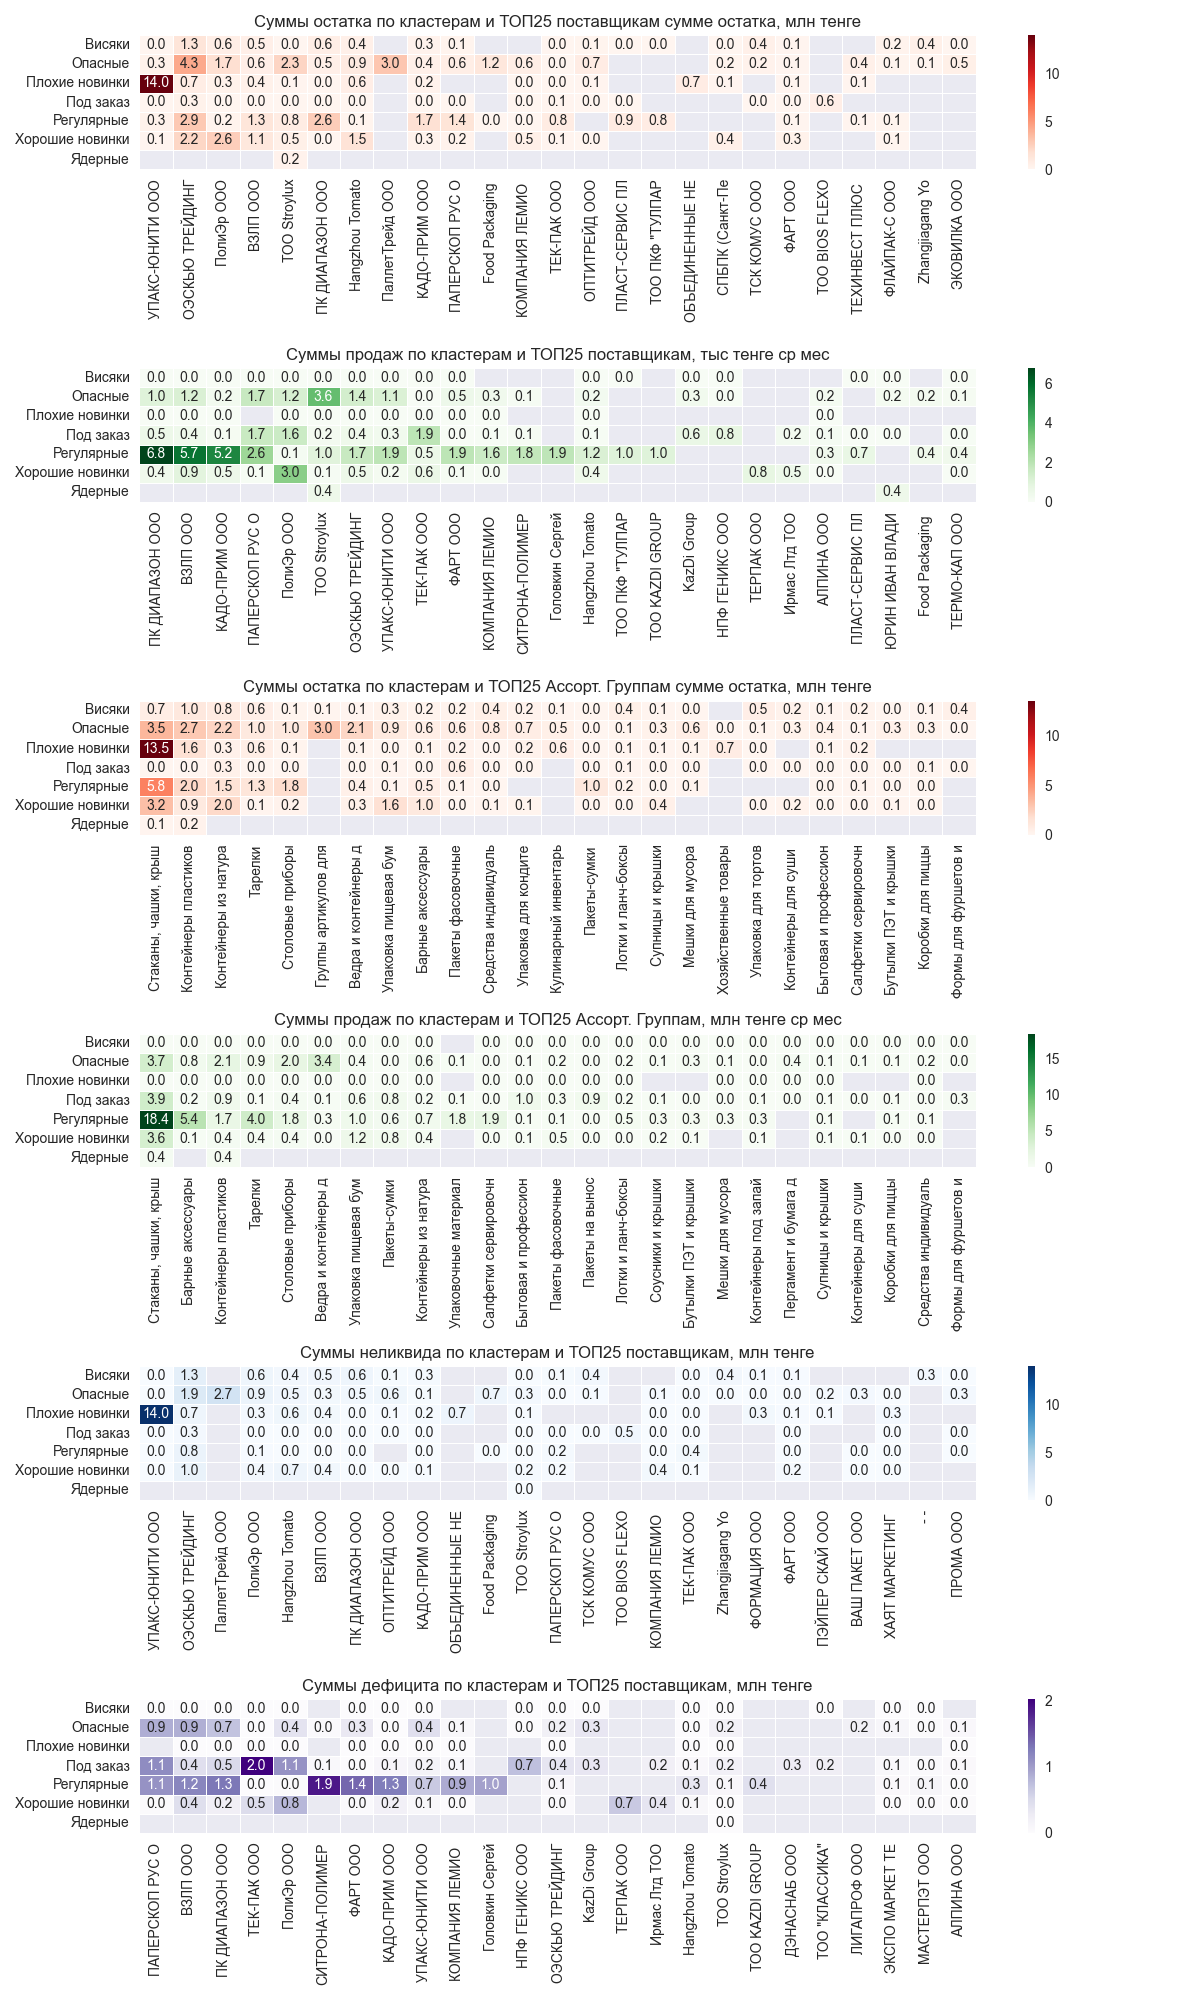 Суммы остатка по кластерам и ТОП25 поставщикам сумме остатка, млн тенге
Висяки 0.0 1.3 0.6 0.5 0.0 0.6 0.4 0.3 0.1 0.0 0.1 0.0 0.0 0.0 0.4 0.1 0.2 0.4 0.0
Опасные 0.3 4.3 1.7 0.6 2.3 0.5 0.9 3.0 0.4 0.6 1.2 0.6 0.0 0.7 0.2 0.2 0.1 0.4 0.1 0.1 0.5
Плохие новинки 14.0 0.7 0.3 0.4 0.1 0.0 0.6 0.2 0.0 0.0 0.1 0.7 0.1 0.1 0.1
Под заказ 0.0 0.3 0.0 0.0 0.0 0.0 0.0 0.0 0.0 0.0 0.1 0.0 0.0 0.0 0.0 0.6
Регулярные 0.3 2.9 0.2 1.3 0.8 2.6 0.1 1.7 1.4 0.0 0.0 0.8 0.9 0.8 0.1 0.1 0.1
Хорошие новинки 0.1 2.2 2.6 1.1 0.5 0.0 1.5 0.3 0.2 0.5 0.1 0.0 0.4 0.3 0.1
Ядерные 0.2
10
5
0
УПАКС-ЮНИТИ ООО
ОЭСКЬЮ ТРЕЙДИНГ
ПолиЭр ООО
ВЗЛП ООО
ТОО Stroylux
ПК ДИАПАЗОН ООО
Hangzhou Tomato
ПаллетТрейд ООО
КАДО-ПРИМ ООО
ПАПЕРСКОП РУС О
Food Packaging
КОМПАНИЯ ЛЕМИО
ТЕК-ПАК ООО
ОПТИТРЕЙД ООО
ПЛАСТ-СЕРВИС ПЛ
ТОО ПКФ "ТУЛПАР
ОБЪЕДИНЕННЫЕ НЕ
СПБПК (Санкт-Пе
ТСК КОМУС ООО
ФАРТ ООО
ТОО BIOS FLEXO
ТЕХИНВЕСТ ПЛЮС
ФЛАЙПАК-С ООО
Zhangjiagang Yo
ЭКОВИЛКА ООО
Суммы продаж по кластерам и ТОП25 поставщикам, тыс тенге ср мес
Висяки 0.0 0.0 0.0 0.0 0.0 0.0 0.0 0.0 0.0 0.0 0.0 0.0 0.0 0.0 0.0 0.0 0.0
Опасные 1.0 1.2 0.2 1.7 1.2 3.6 1.4 1.1 0.0 0.5 0.3 0.1 0.2 0.3 0.0 0.2 0.2 0.2 0.1
Плохие новинки 0.0 0.0 0.0 0.0 0.0 0.0 0.0 0.0 0.0 0.0 0.0 0.0
Под заказ 0.5 0.4 0.1 1.7 1.6 0.2 0.4 0.3 1.9 0.0 0.1 0.1 0.1 0.6 0.8 0.2 0.1 0.0 0.0 0.0
Регулярные 6.8 5.7 5.2 2.6 0.1 1.0 1.7 1.9 0.5 1.9 1.6 1.8 1.9 1.2 1.0 1.0 0.3 0.7 0.4 0.4
Хорошие новинки 0.4 0.9 0.5 0.1 3.0 0.1 0.5 0.2 0.6 0.1 0.0 0.4 0.8 0.5 0.0 0.0
Ядерные 0.4 0.4
6
4
2
0
ПК ДИАПАЗОН ООО
ВЗЛП ООО
КАДО-ПРИМ ООО
ПАПЕРСКОП РУС О
ПолиЭр ООО
ТОО Stroylux
ОЭСКЬЮ ТРЕЙДИНГ
УПАКС-ЮНИТИ ООО
ТЕК-ПАК ООО
ФАРТ ООО
КОМПАНИЯ ЛЕМИО
СИТРОНА-ПОЛИМЕР
Головкин Сергей
Hangzhou Tomato
ТОО ПКФ "ТУЛПАР
ТОО KAZDI GROUP
KazDi Group
НПФ ГЕНИКС ООО
ТЕРПАК ООО
Ирмас Лтд ТОО
АЛПИНА ООО
ПЛАСТ-СЕРВИС ПЛ
ЮРИН ИВАН ВЛАДИ
Food Packaging
ТЕРМО-КАП ООО
Суммы остатка по кластерам и ТОП25 Ассорт. Группам сумме остатка, млн тенге
Висяки 0.7 1.0 0.8 0.6 0.1 0.1 0.1 0.3 0.2 0.2 0.4 0.2 0.1 0.0 0.4 0.1 0.0 0.5 0.2 0.1 0.2 0.0 0.1 0.4
Опасные 3.5 2.7 2.2 1.0 1.0 3.0 2.1 0.9 0.6 0.6 0.8 0.7 0.5 0.0 0.1 0.3 0.6 0.0 0.1 0.3 0.4 0.1 0.3 0.3 0.0
Плохие новинки 13.5 1.6 0.3 0.6 0.1 0.1 0.0 0.1 0.2 0.0 0.2 0.6 0.0 0.1 0.1 0.1 0.7 0.0 0.1 0.2
Под заказ 0.0 0.0 0.3 0.0 0.0 0.0 0.1 0.0 0.6 0.0 0.0 0.0 0.1 0.0 0.0 0.0 0.0 0.0 0.0 0.0 0.1 0.0
Регулярные 5.8 2.0 1.5 1.3 1.8 0.4 0.1 0.5 0.1 0.0 1.0 0.2 0.0 0.1 0.0 0.1 0.0 0.0
Хорошие новинки 3.2 0.9 2.0 0.1 0.2 0.3 1.6 1.0 0.0 0.1 0.1 0.0 0.0 0.4 0.0 0.2 0.0 0.0 0.1 0.0
Ядерные 0.1 0.2
10
5
0
Стаканы, чашки, крыш
Контейнеры пластиков
Контейнеры из натура
Тарелки
Столовые приборы
Группы артикулов для
Ведра и контейнеры д
Упаковка пищевая бум
Барные аксессуары
Пакеты фасовочные
Средства индивидуаль
Упаковка для кондите
Кулинарный инвентарь
Пакеты-сумки
Лотки и ланч-боксы
Супницы и крышки
Мешки для мусора
Хозяйственные товары
Упаковка для тортов
Контейнеры для суши
Бытовая и профессион
Салфетки сервировочн
Бутылки ПЭТ и крышки
Коробки для пиццы
Формы для фуршетов и
Суммы продаж по кластерам и ТОП25 Ассорт. Группам, млн тенге ср мес
Висяки 0.0 0.0 0.0 0.0 0.0 0.0 0.0 0.0 0.0 0.0 0.0 0.0 0.0 0.0 0.0 0.0 0.0 0.0 0.0 0.0 0.0 0.0 0.0 0.0
Опасные 3.7 0.8 2.1 0.9 2.0 3.4 0.4 0.0 0.6 0.1 0.0 0.1 0.2 0.0 0.2 0.1 0.3 0.1 0.0 0.4 0.1 0.1 0.1 0.2 0.0
Плохие новинки 0.0 0.0 0.0 0.0 0.0 0.0 0.0 0.0 0.0 0.0 0.0 0.0 0.0 0.0 0.0 0.0 0.0 0.0 0.0
Под заказ 3.9 0.2 0.9 0.1 0.4 0.1 0.6 0.8 0.2 0.1 0.0 1.0 0.3 0.9 0.2 0.1 0.0 0.0 0.1 0.1 0.0 0.1 0.0 0.0 0.3
Регулярные 18.4 5.4 1.7 4.0 1.8 0.3 1.0 0.6 0.7 1.8 1.9 0.1 0.1 0.0 0.5 0.3 0.3 0.3 0.3 0.1 0.1 0.1
Хорошие новинки 3.6 0.1 0.4 0.4 0.4 0.0 1.2 0.8 0.4 0.0 0.1 0.5 0.0 0.0 0.2 0.1 0.1 0.1 0.1 0.0 0.0
Ядерные 0.4 0.4
15
10
5
0
Стаканы, чашки, крыш
Барные аксессуары
Контейнеры пластиков
Тарелки
Столовые приборы
Ведра и контейнеры д
Упаковка пищевая бум
Пакеты-сумки
Контейнеры из натура
Упаковочные материал
Салфетки сервировочн
Бытовая и профессион
Пакеты фасовочные
Пакеты на вынос
Лотки и ланч-боксы
Соусники и крышки
Бутылки ПЭТ и крышки
Мешки для мусора
Контейнеры под запай
Пергамент и бумага д
Супницы и крышки
Контейнеры для суши
Коробки для пиццы
Средства индивидуаль
Формы для фуршетов и
Суммы неликвида по кластерам и ТОП25 поставщикам, млн тенге
Висяки 0.0 1.3 0.6 0.4 0.5 0.6 0.1 0.3 0.0 0.1 0.4 0.0 0.4 0.1 0.1 0.3 0.0
Опасные 0.0 1.9 2.7 0.9 0.5 0.3 0.5 0.6 0.1 0.7 0.3 0.0 0.1 0.1 0.0 0.0 0.0 0.0 0.2 0.3 0.0 0.3
Плохие новинки 14.0 0.7 0.3 0.6 0.4 0.0 0.1 0.2 0.7 0.1 0.0 0.0 0.3 0.1 0.1 0.3
Под заказ 0.0 0.3 0.0 0.0 0.0 0.0 0.0 0.0 0.0 0.0 0.0 0.5 0.0 0.0 0.0 0.0 0.0
Регулярные 0.0 0.8 0.1 0.0 0.0 0.0 0.0 0.0 0.0 0.2 0.0 0.4 0.0 0.0 0.0 0.0
Хорошие новинки 0.0 1.0 0.4 0.7 0.4 0.0 0.0 0.1 0.2 0.2 0.4 0.1 0.2 0.0 0.0
Ядерные 0.0
10
5
0
УПАКС-ЮНИТИ ООО
ОЭСКЬЮ ТРЕЙДИНГ
ПаллетТрейд ООО
ПолиЭр ООО
Hangzhou Tomato
ВЗЛП ООО
ПК ДИАПАЗОН ООО
ОПТИТРЕЙД ООО
КАДО-ПРИМ ООО
ОБЪЕДИНЕННЫЕ НЕ
Food Packaging
ТОО Stroylux
ПАПЕРСКОП РУС О
ТСК КОМУС ООО
ТОО BIOS FLEXO
КОМПАНИЯ ЛЕМИО
ТЕК-ПАК ООО
Zhangjiagang Yo
ФОРМАЦИЯ ООО
ФАРТ ООО
ПЭЙПЕР СКАЙ ООО
ВАШ ПАКЕТ ООО
ХАЯТ МАРКЕТИНГ
- -
ПРОМА ООО
Суммы дефицита по кластерам и ТОП25 поставщикам, млн тенге
Висяки 0.0 0.0 0.0 0.0 0.0 0.0 0.0 0.0 0.0 0.0 0.0 0.0 0.0 0.0 0.0 0.0 0.0
Опасные 0.9 0.9 0.7 0.0 0.4 0.0 0.3 0.0 0.4 0.1 0.0 0.2 0.3 0.0 0.2 0.2 0.1 0.0 0.1
Плохие новинки 0.0 0.0 0.0 0.0 0.0 0.0 0.0 0.0 0.0 0.0 0.0
Под заказ 1.1 0.4 0.5 2.0 1.1 0.1 0.0 0.1 0.2 0.1 0.7 0.4 0.3 0.2 0.1 0.2 0.3 0.2 0.1 0.0 0.1
Регулярные 1.1 1.2 1.3 0.0 0.0 1.9 1.4 1.3 0.7 0.9 1.0 0.1 0.3 0.1 0.4 0.1 0.1 0.0
Хорошие новинки 0.0 0.4 0.2 0.5 0.8 0.0 0.2 0.1 0.0 0.0 0.7 0.4 0.1 0.0 0.0 0.0 0.0
Ядерные 0.0
2
1
0
ПАПЕРСКОП РУС О
ВЗЛП ООО
ПК ДИАПАЗОН ООО
ТЕК-ПАК ООО
ПолиЭр ООО
СИТРОНА-ПОЛИМЕР
ФАРТ ООО
КАДО-ПРИМ ООО
УПАКС-ЮНИТИ ООО
КОМПАНИЯ ЛЕМИО
Головкин Сергей
НПФ ГЕНИКС ООО
ОЭСКЬЮ ТРЕЙДИНГ
KazDi Group
ТЕРПАК ООО
Ирмас Лтд ТОО
Hangzhou Tomato
ТОО Stroylux
ТОО KAZDI GROUP
ДЭНАСНАБ ООО
ТОО "КЛАССИКА"
ЛИГАПРОФ ООО
ЭКСПО МАРКЕТ ТЕ
МАСТЕРПЭТ ООО
АЛПИНА ООО